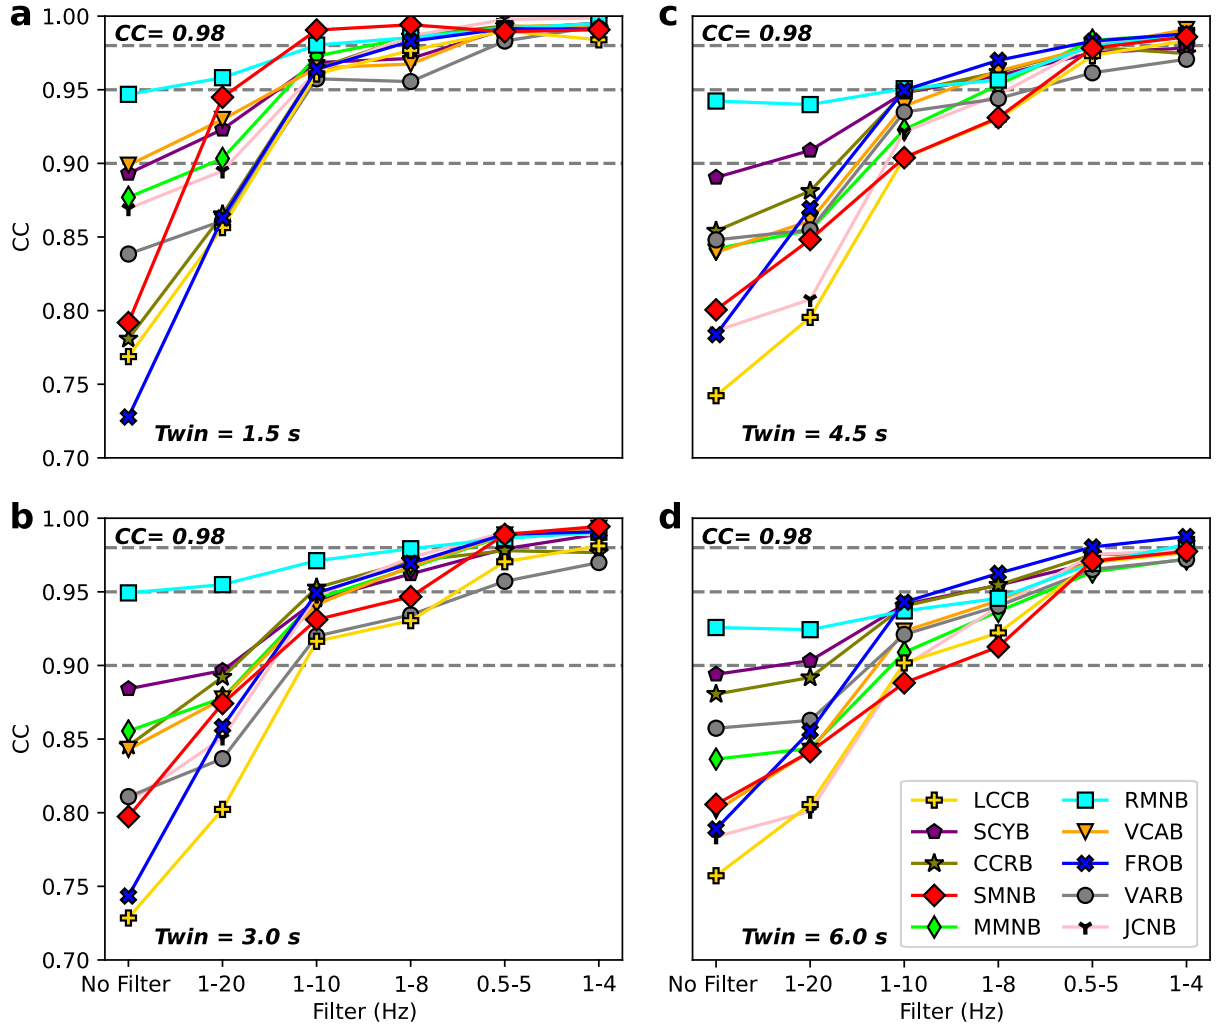 a
CC= 0.98
1.00
0.95
0.90
0.85
0.80
0.75
0.70
CC
Twin = 1.5 s
c
CC= 0.98
Twin = 4.5 s
b
CC= 0.98
1.00
0.95
0.90
0.85
0.80
0.75
0.70
CC
Twin = 3.0 s
No Filter 1-20 1-10 1-8 0.5-5 1-4
Filter (Hz)
d
CC= 0.98
LCCB RMNB
SCYB VCAB
CCRB FROB
SMNB VARB
MMNB JCNB
Twin = 6.0 s
No Filter 1-20 1-10 1-8 0.5-5 1-4
Filter (Hz)